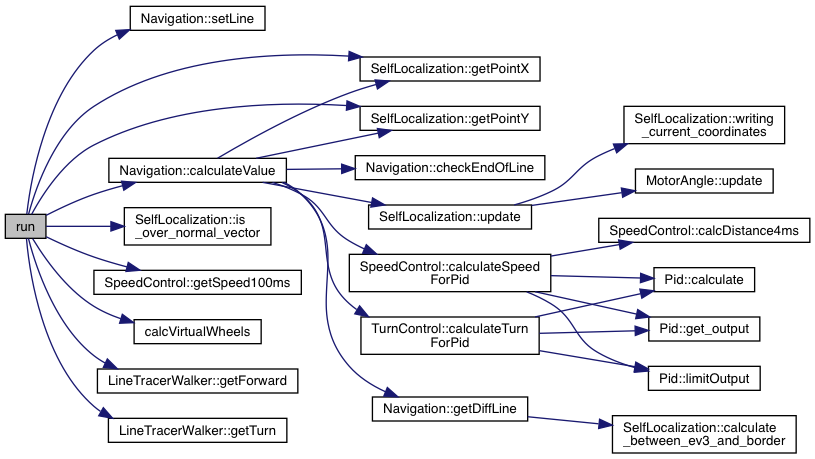 run
Navigation::setLine
SelfLocalization::getPointX
SelfLocalization::getPointY
Navigation::calculateValue
Navigation::checkEndOfLine
SelfLocalization::update
SelfLocalization::writing
_current_coordinates
MotorAngle::update
SelfLocalization::is
_over_normal_vector
SpeedControl::calculateSpeed
ForPid
SpeedControl::calcDistance4ms
SpeedControl::getSpeed100ms
Pid::calculate
calcVirtualWheels
TurnControl::calculateTurn
ForPid
Pid::get_output
Pid::limitOutput
LineTracerWalker::getForward
Navigation::getDiffLine
LineTracerWalker::getTurn
SelfLocalization::calculate
_between_ev3_and_border